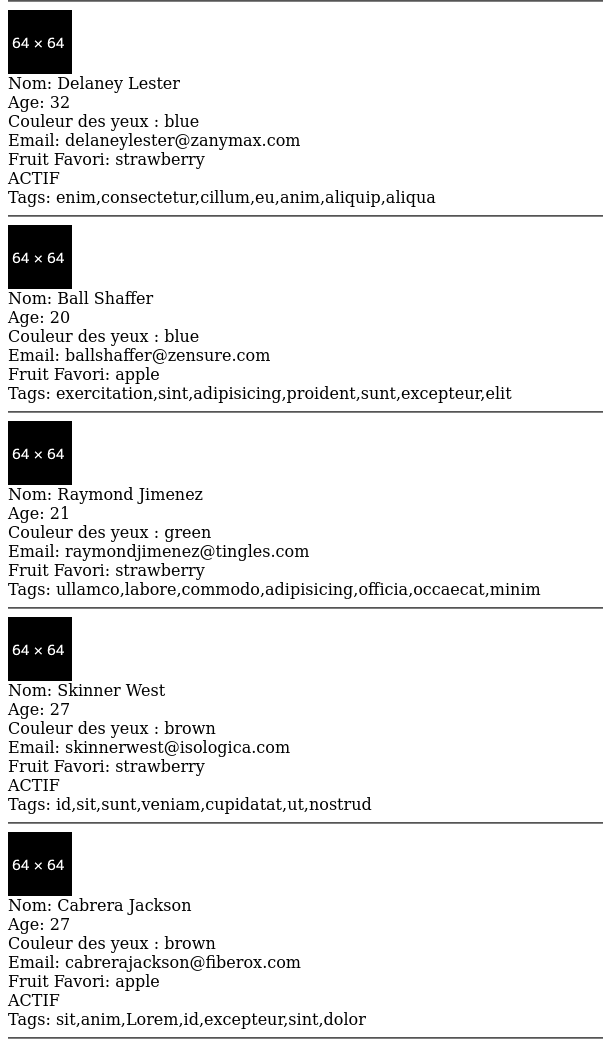 64 × 64
Nom: Delaney Lester
Age: 32
Couleur des yeux : blue
Email: delaneylester@zanymax.com
Fruit Favori: strawberry
ACTIF
Tags: enim,consectetur,cillum,eu,anim,aliquip,aliqua
64 × 64
Nom: Ball Shaffer
Age: 20
Couleur des yeux : blue
Email: ballshaffer@zensure.com
Fruit Favori: apple
Tags: exercitation,sint,adipisicing,proident,sunt,excepteur,elit
64 × 64
Nom: Raymond Jimenez
Age: 21
Couleur des yeux : green
Email: raymondjimenez@tingles.com
Fruit Favori: strawberry
Tags: ullamco,labore,commodo,adipisicing,officia,occaecat,minim
64 × 64
Nom: Skinner West
Age: 27
Couleur des yeux : brown
Email: skinnerwest@isologica.com
Fruit Favori: strawberry
ACTIF
Tags: id,sit,sunt,veniam,cupidatat,ut,nostrud
64 × 64
Nom: Cabrera Jackson
Age: 27
Couleur des yeux : brown
Email: cabrerajackson@fiberox.com
Fruit Favori: apple
ACTIF
Tags: sit,anim,Lorem,id,excepteur,sint,dolor